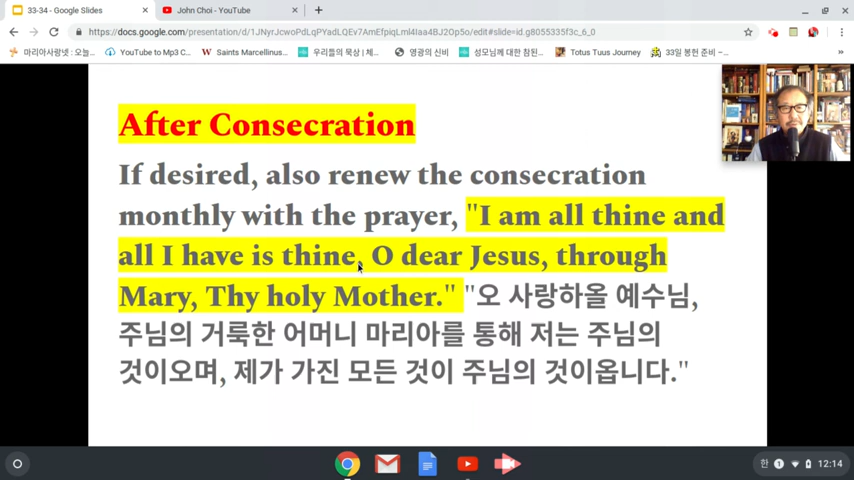 33-34 - Google Slides
John Choi - YouTube
https://docs.google.com/presentation/d/1JNyrJcwoPdLqPYadLQEv7AmEfpiqLml4Iaa4BJ2Op5o/edit#slide=id.g8055335f3c_6_0
마리아사랑넷 : 가톨릭...
YouTube to Mp3 C...
W Saints Marcellinus...
우리들의 묵상 | 체...
영광의 신비
성모님께 대한 참된...
Totus Tuus Journey
33일 봉헌 준비 –...
After Consecration
If desired, also renew the consecration
monthly with the prayer, "I am all thine and
all I have is thine, O dear Jesus, through
Mary, Thy holy Mother." "오 사랑하올 예수님,
주님의 거룩한 어머니 마리아를 통해 저는 주님의
것이오며, 제가 가진 모든 것이 주님의 것이옵니다."
한 1 12:14